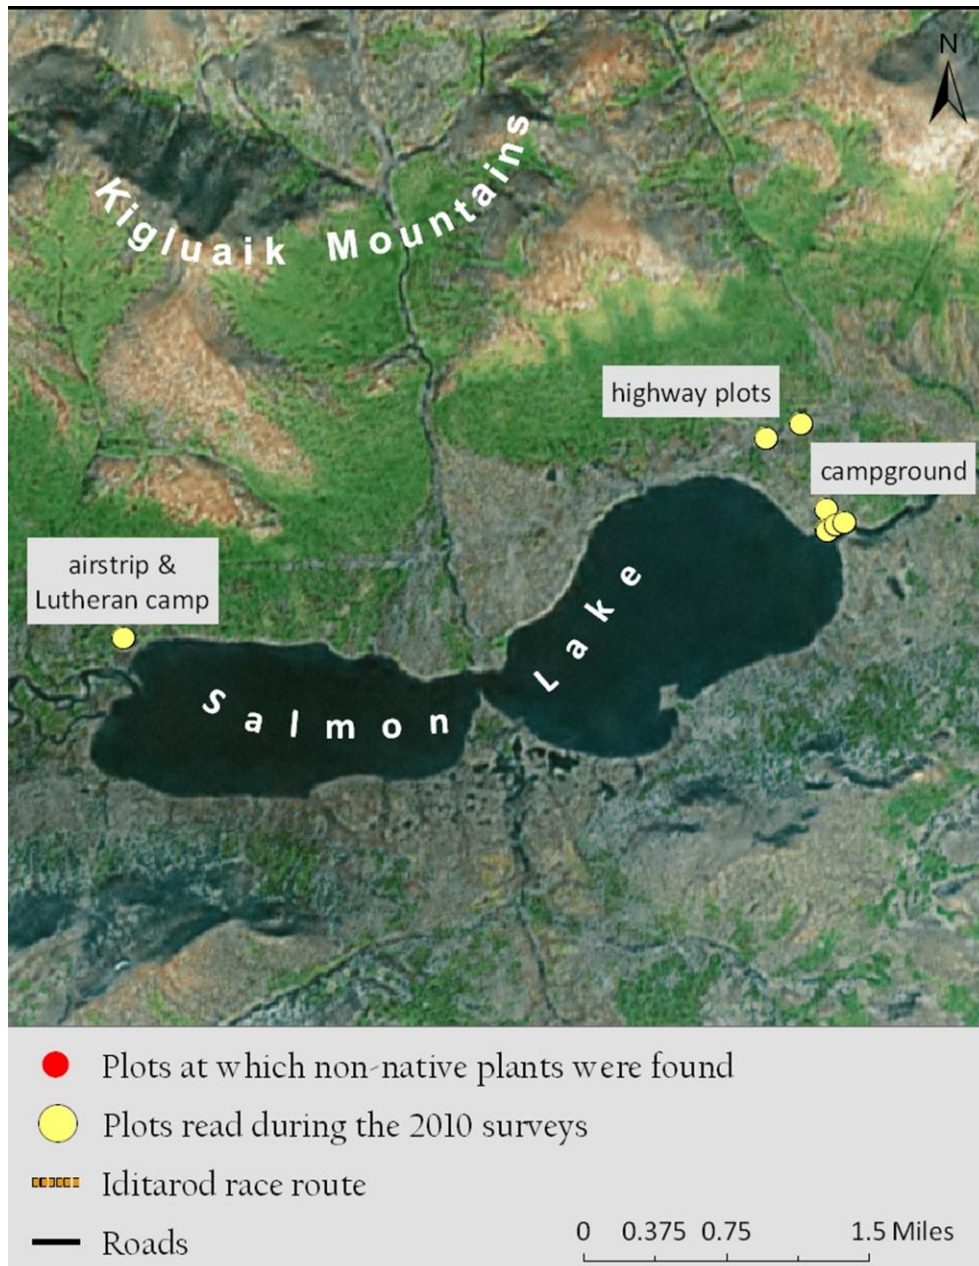 N
Kigluaik Mountains
highway plots
campground
airstrip &
Lutheran camp
Salmon Lake
Plots at which non-native plants were found
Plots read during the 2010 surveys
Iditarod race route
Roads
0 0.375 0.75 1.5 Miles